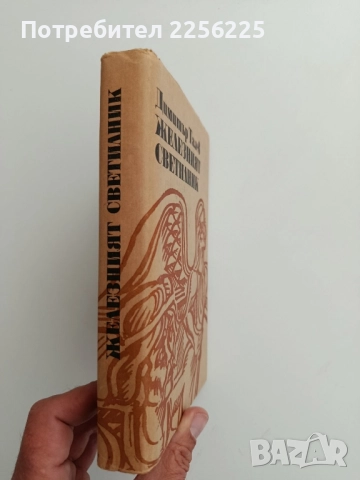 Потребител 2256225
Димитър Талев
ЖЕЛЕЗНИЯТ
СВЕТИЛНИК
ЖЕЛЕЗНИЯТ СВЕТИЛНИК
BAZAR